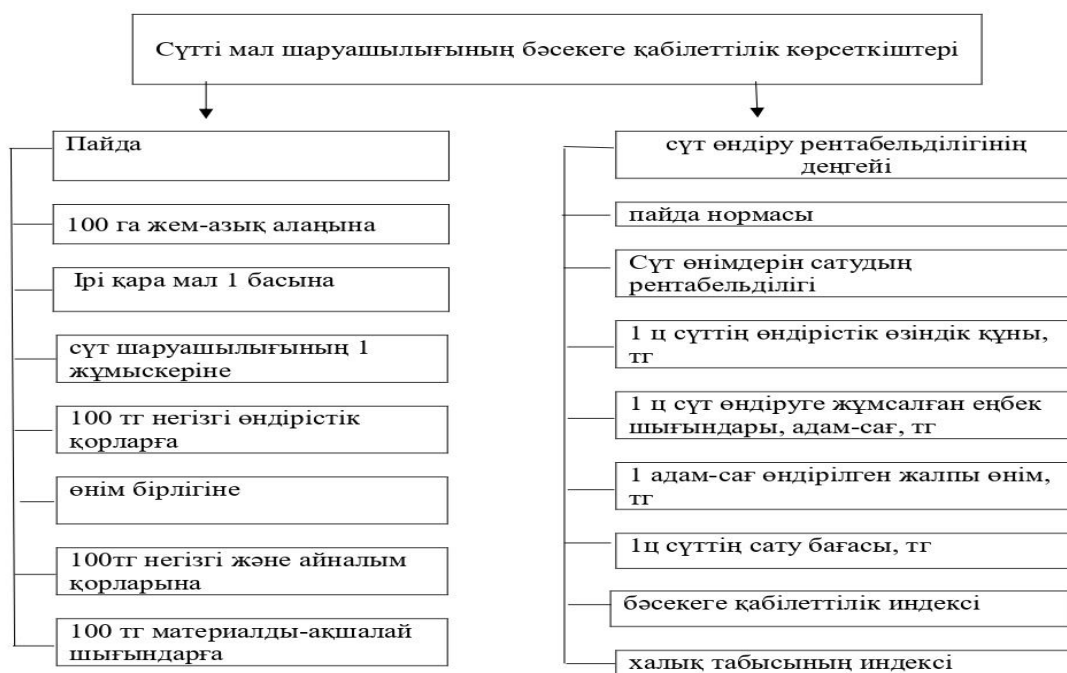 Сүтті мал шаруашылығының бәсекеге қабілеттілік көрсеткіштері
Пайда
100 га жем-азық алаңына
Ірі қара мал 1 басына
сүт шаруашылығының 1
жұмыскеріне
100 тг негізгі өндірістік
қорларға
өнім бірлігіне
100тг негізгі және айналым
қорларына
100 тг материалды-ақшалай
шығындарға
сүт өндіру рентабельділігінің
деңгейі
пайда нормасы
Сүт өнімдерін сатудың
рентабельділігі
1 ц сүттің өндірістік өзіндік құны,
тг
1 ц сүт өндіруге жұмсалған еңбек
шығындары, адам-сағ, тг
1 адам-сағ өндірілген жалпы өнім,
тг
1ц сүттің сату бағасы, тг
бәсекеге қабілеттілік индексі
халық табысының индексі